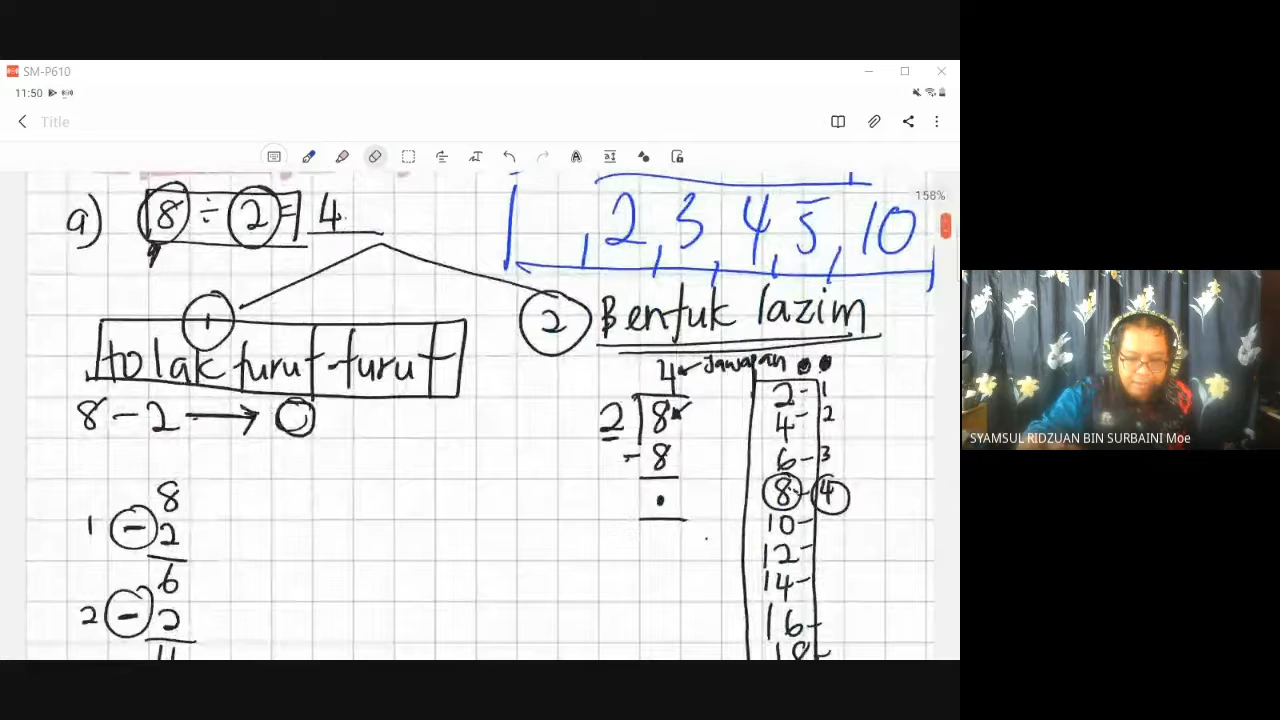 SM-P610
11:50
Title
158%
a) 8 ÷ 2 = 4
1, 2, 3, 4, 5, 10
1
tolak turut-turut
8 - 2 → 0
8
1 - 2
6
2 - 2
4
2 Bentuk lazim
4 ← Jawapan
2 8
- 8
2 - 1
4 - 2
6 - 3
8 - 4
10 -
12 -
14 -
16 -
18 -
SYAMSUL RIDZUAN BIN SURBAINI Moe